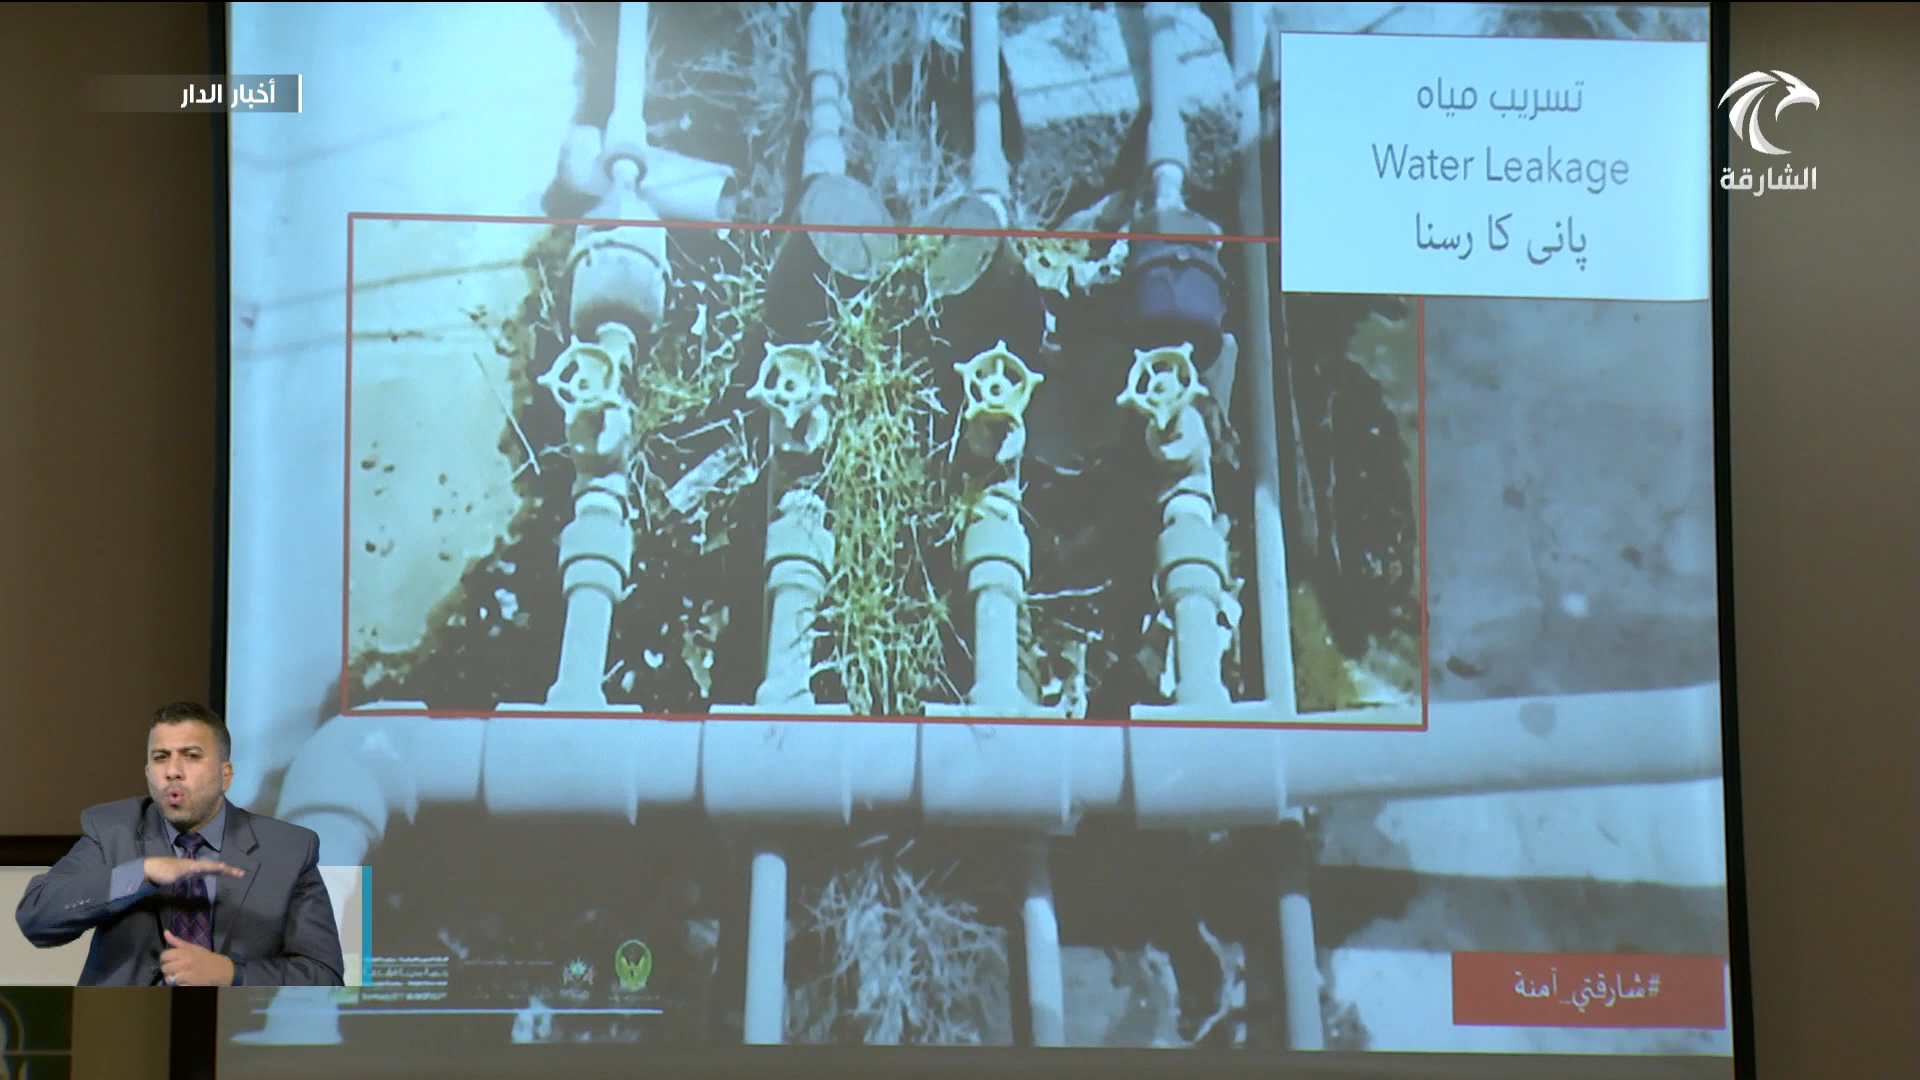 أخبار الدار
تسريب مياه
Water Leakage
پانی کا رسنا
الشارقة
#شارقتي_آمنة